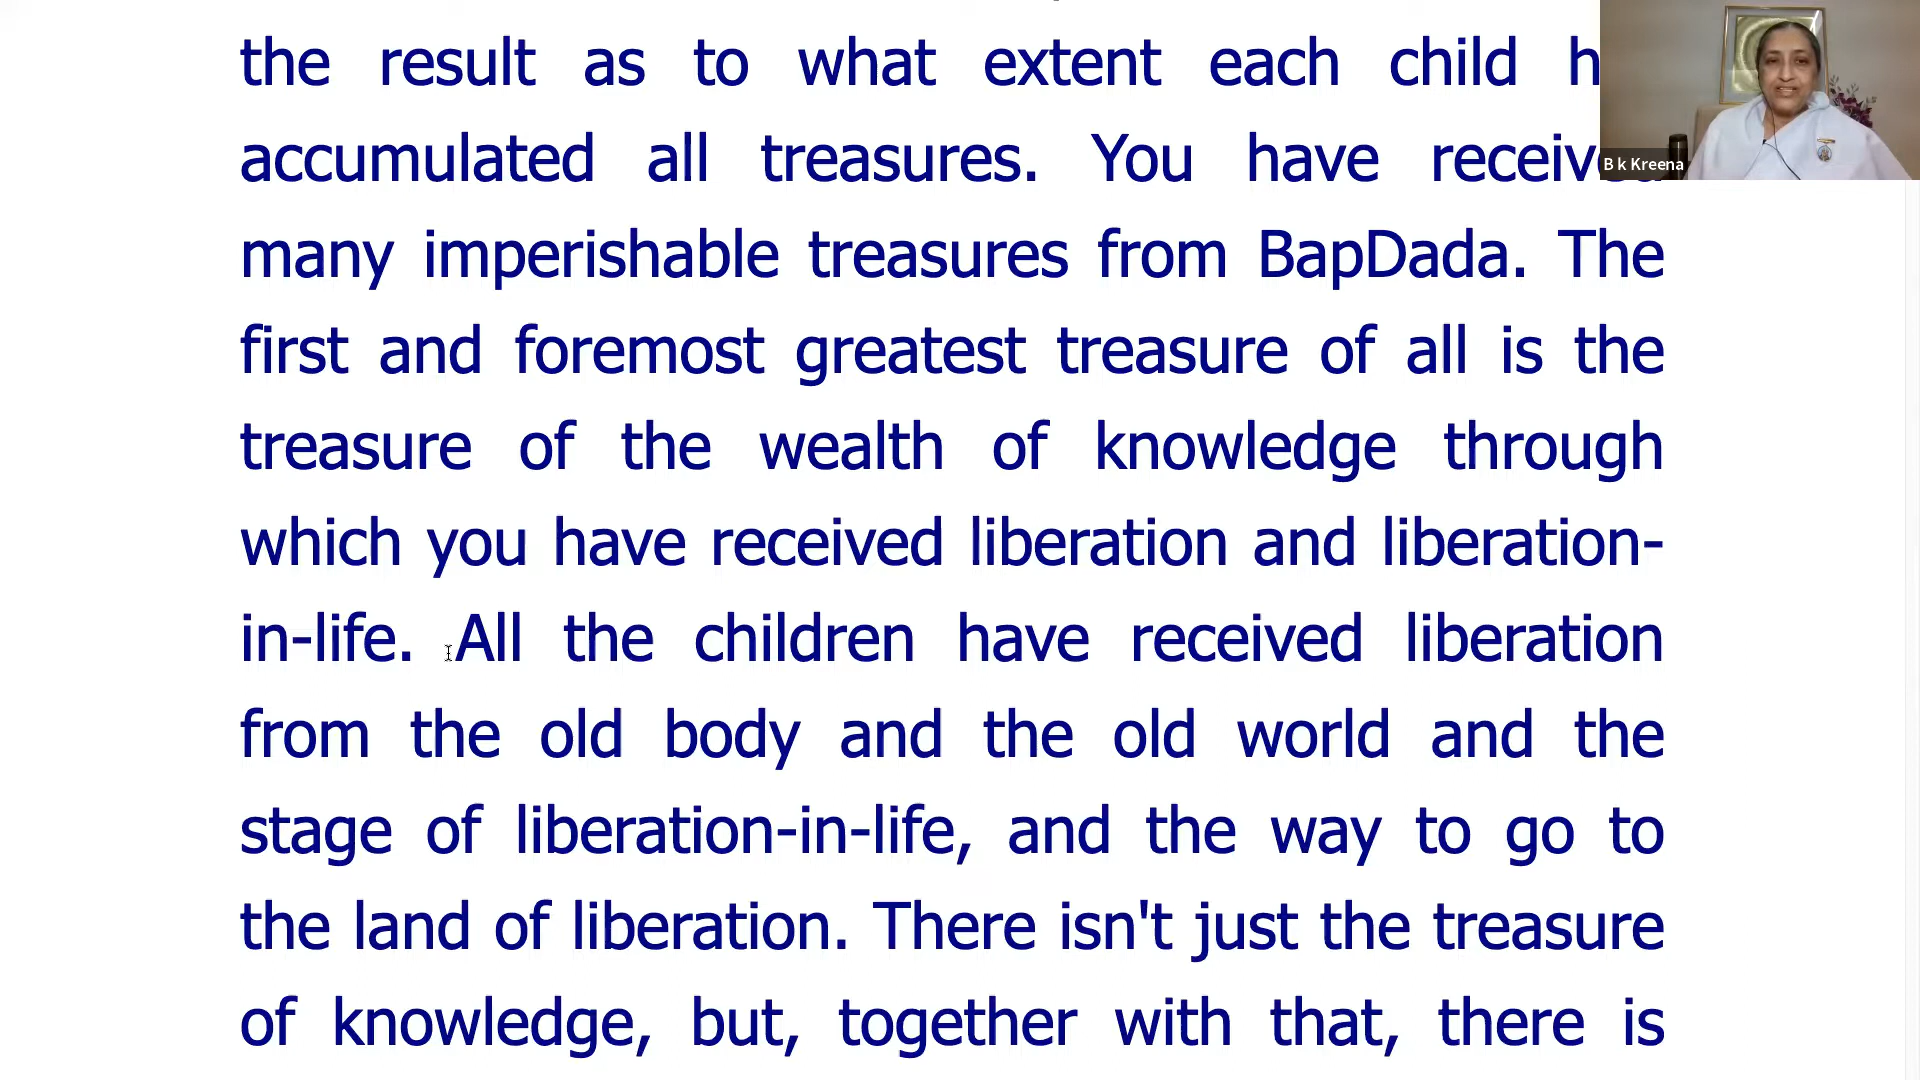 the result as to what extent each child
accumulated all treasures. You have received
many imperishable treasures from BapDada. The
first and foremost greatest treasure of all is the
treasure of the wealth of knowledge through
which you have received liberation and liberation-
in-life. All the children have received liberation
from the old body and the old world and the
stage of liberation-in-life, and the way to go to
the land of liberation. There isn't just the treasure
of knowledge, but, together with that, there is
B k Kreena